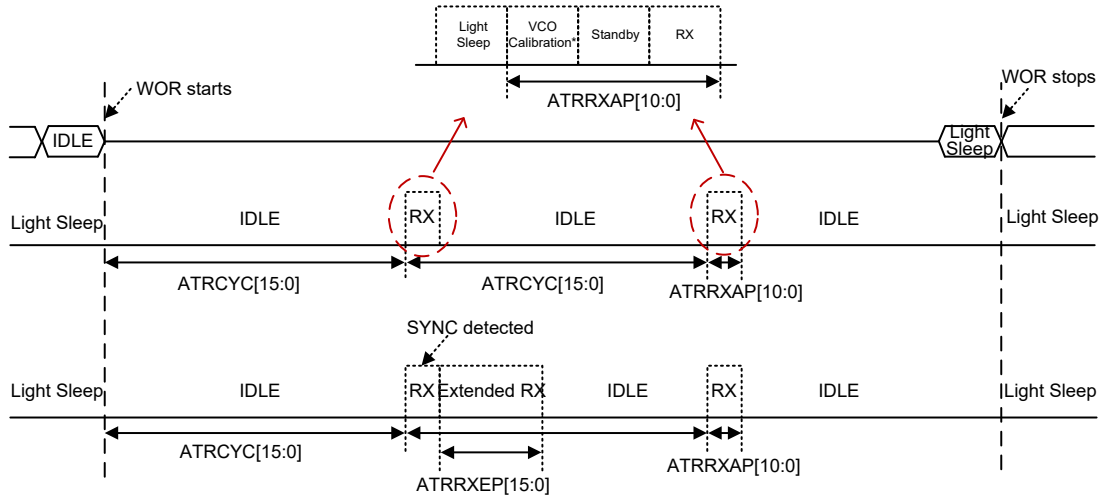 Light
Sleep
VCO
Calibration*
Standby
RX
ATRRXAP[10:0]
WOR starts
WOR stops
IDLE
Light
Sleep
Light Sleep
IDLE
RX
IDLE
RX
IDLE
Light Sleep
ATRCYC[15:0]
ATRCYC[15:0]
ATRRXAP[10:0]
SYNC detected
Light Sleep
IDLE
RX
Extended RX
IDLE
RX
IDLE
Light Sleep
ATRCYC[15:0]
ATRRXEP[15:0]
ATRRXAP[10:0]